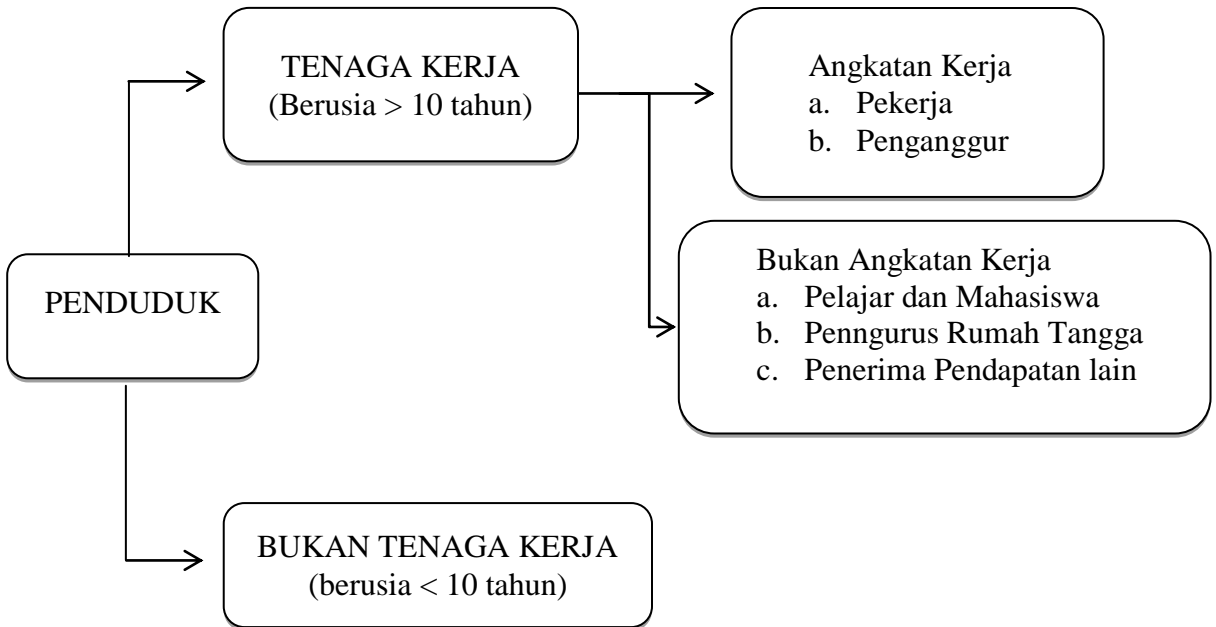 TENAGA KERJA
(Berusia > 10 tahun)
Angkatan Kerja
a. Pekerja
b. Penganggur
Bukan Angkatan Kerja
a. Pelajar dan Mahasiswa
b. Penngurus Rumah Tangga
c. Penerima Pendapatan lain
PENDUDUK
BUKAN TENAGA KERJA
(berusia < 10 tahun)